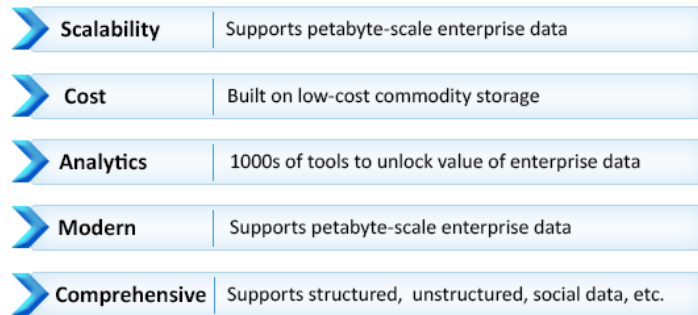 Scalability Supports petabyte-scale enterprise data
Cost Built on low-cost commodity storage
Analytics 1000s of tools to unlock value of enterprise data
Modern Supports petabyte-scale enterprise data
Comprehensive Supports structured, unstructured, social data, etc.